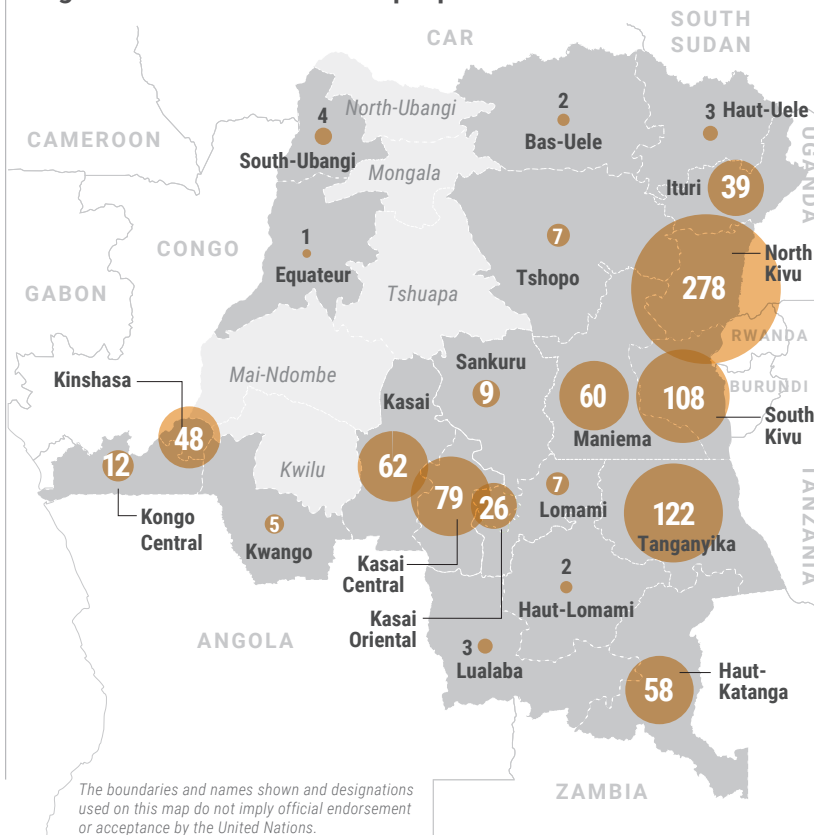 SOUTH
SUDAN
CAR
CAMEROON
4
South-Ubangi
North-Ubangi
2
Bas-Uele
3 Haut-Uele
UGANDA
Mongala
Ituri
39
CONGO
1
Equateur
7
Tshopo
North
Kivu
278
GABON
Tshuapa
RWANDA
Kinshasa
Mai-Ndombe
Sankuru
9
Kasai
60
Maniema
108
BURUNDI
South
Kivu
48
12
Kongo
Central
Kwilu
62
79
26
7
Lomami
122
Tanganyika
TANZANIA
5
Kwango
Kasai
Central
2
Haut-Lomami
Kasai
Oriental
ANGOLA
3
Lualaba
58
Haut-
Katanga
ZAMBIA
The boundaries and names shown and designations
used on this map do not imply official endorsement
or acceptance by the United Nations.